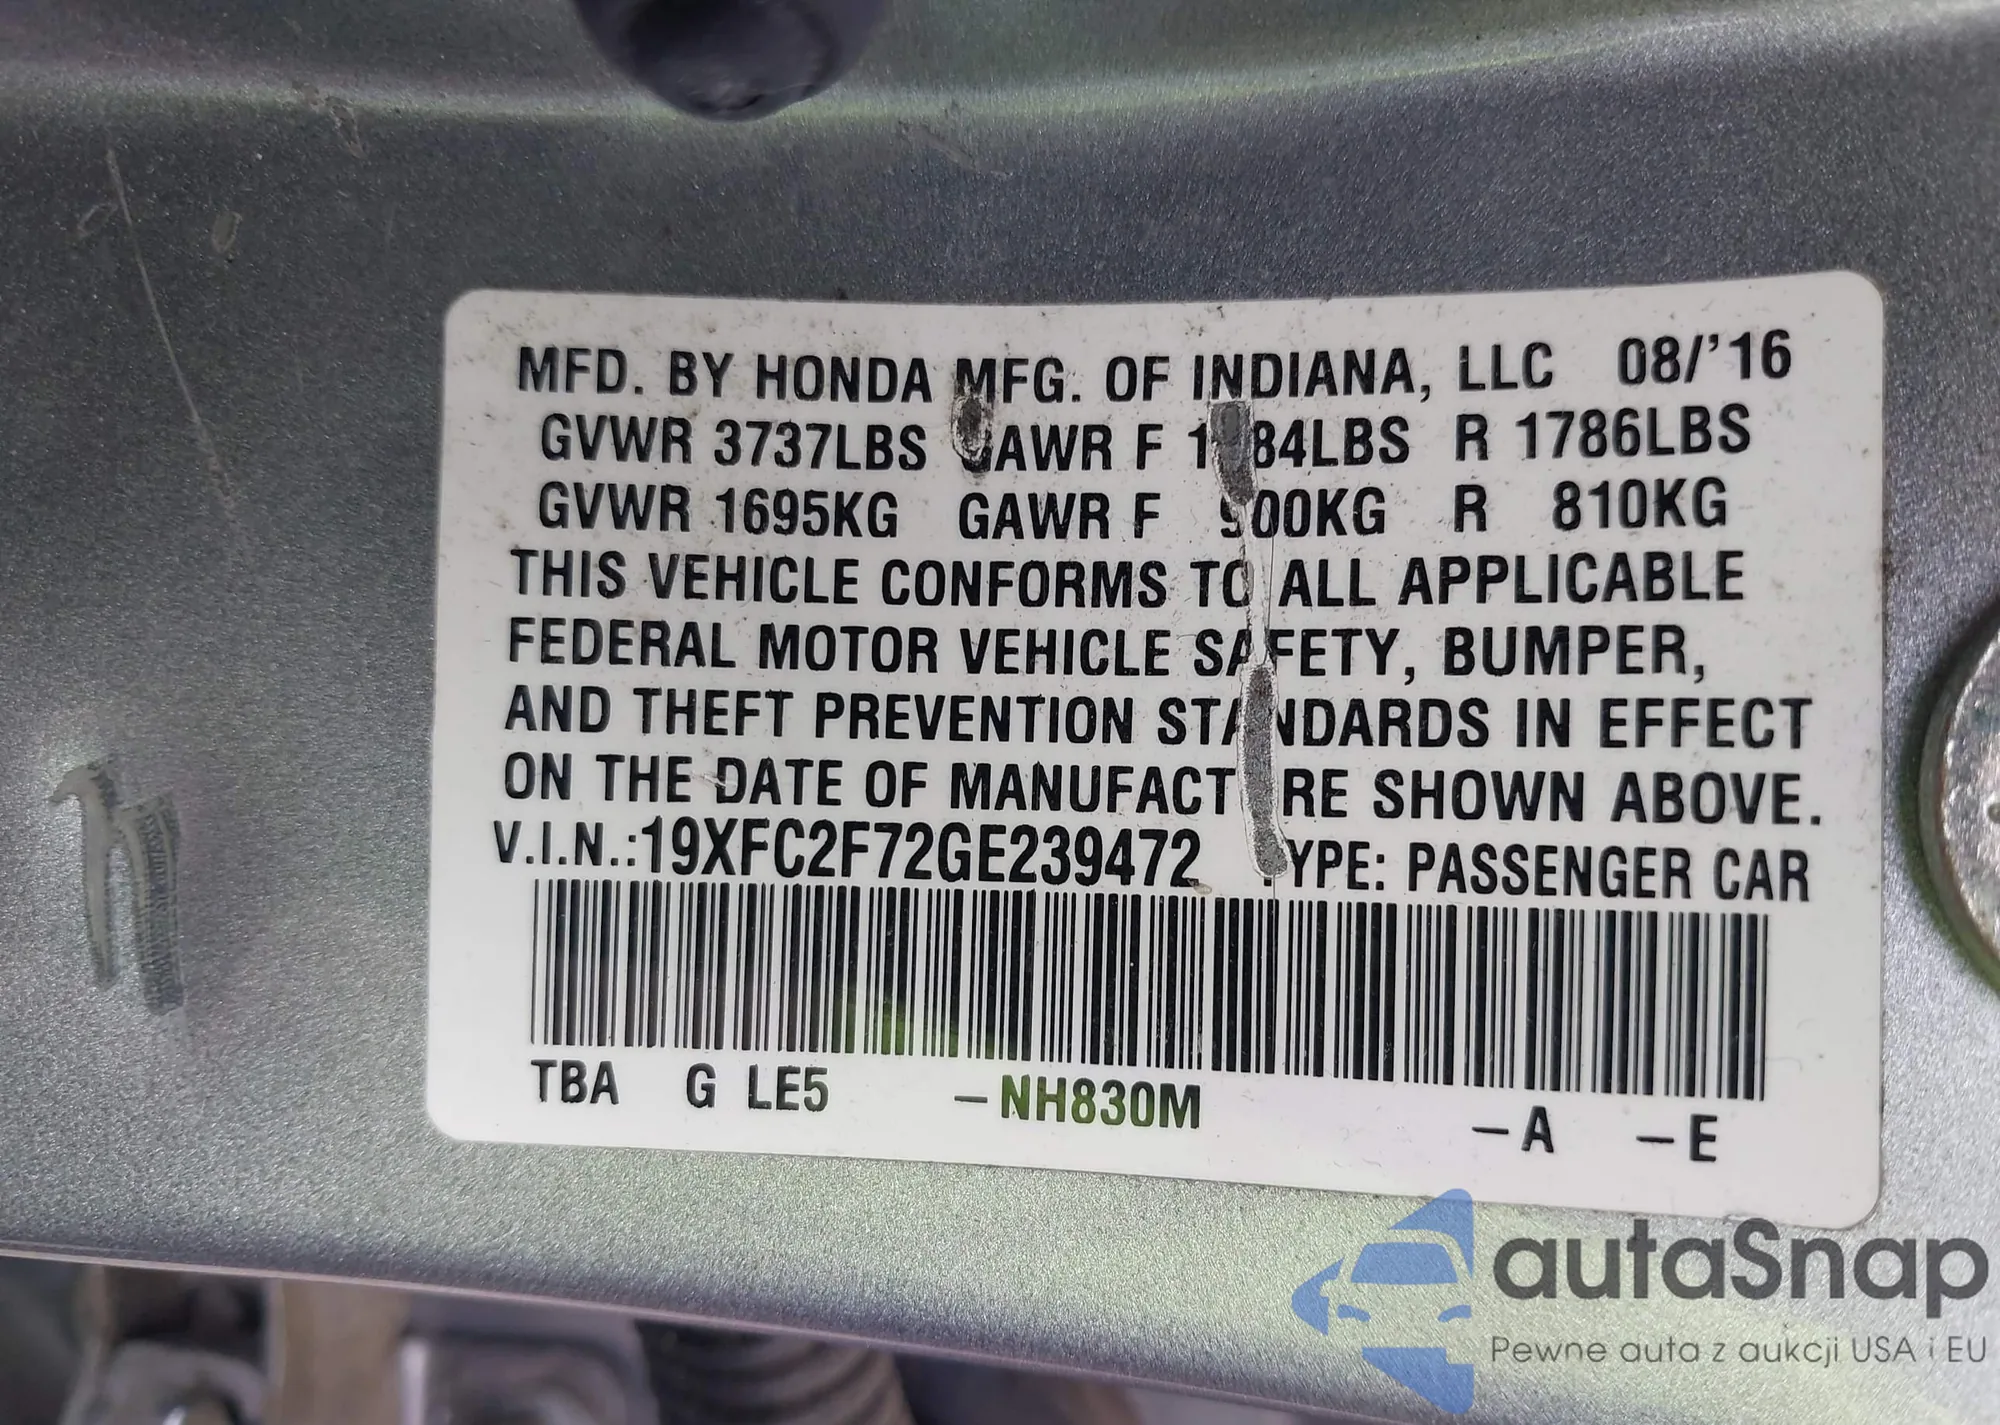 MFD. BY HONDA MFG. OF INDIANA, LLC 08/'16
GVWR 3737LBS GAWR F R 1786LBS
GVWR 1695KG GAWR F 900KG R 810KG
THIS VEHICLE CONFORMS TO ALL APPLICABLE
FEDERAL MOTOR VEHICLE SAFETY, BUMPER,
AND THEFT PREVENTION STANDARDS IN EFFECT
ON THE DATE OF MANUFACTURE SHOWN ABOVE.
V.I.N.:19XFC2F72GE239472 TYPE: PASSENGER CAR
TBA G LE5 –NH830M –A –E
autaSnap
Pewne auta z aukcji USA i EU